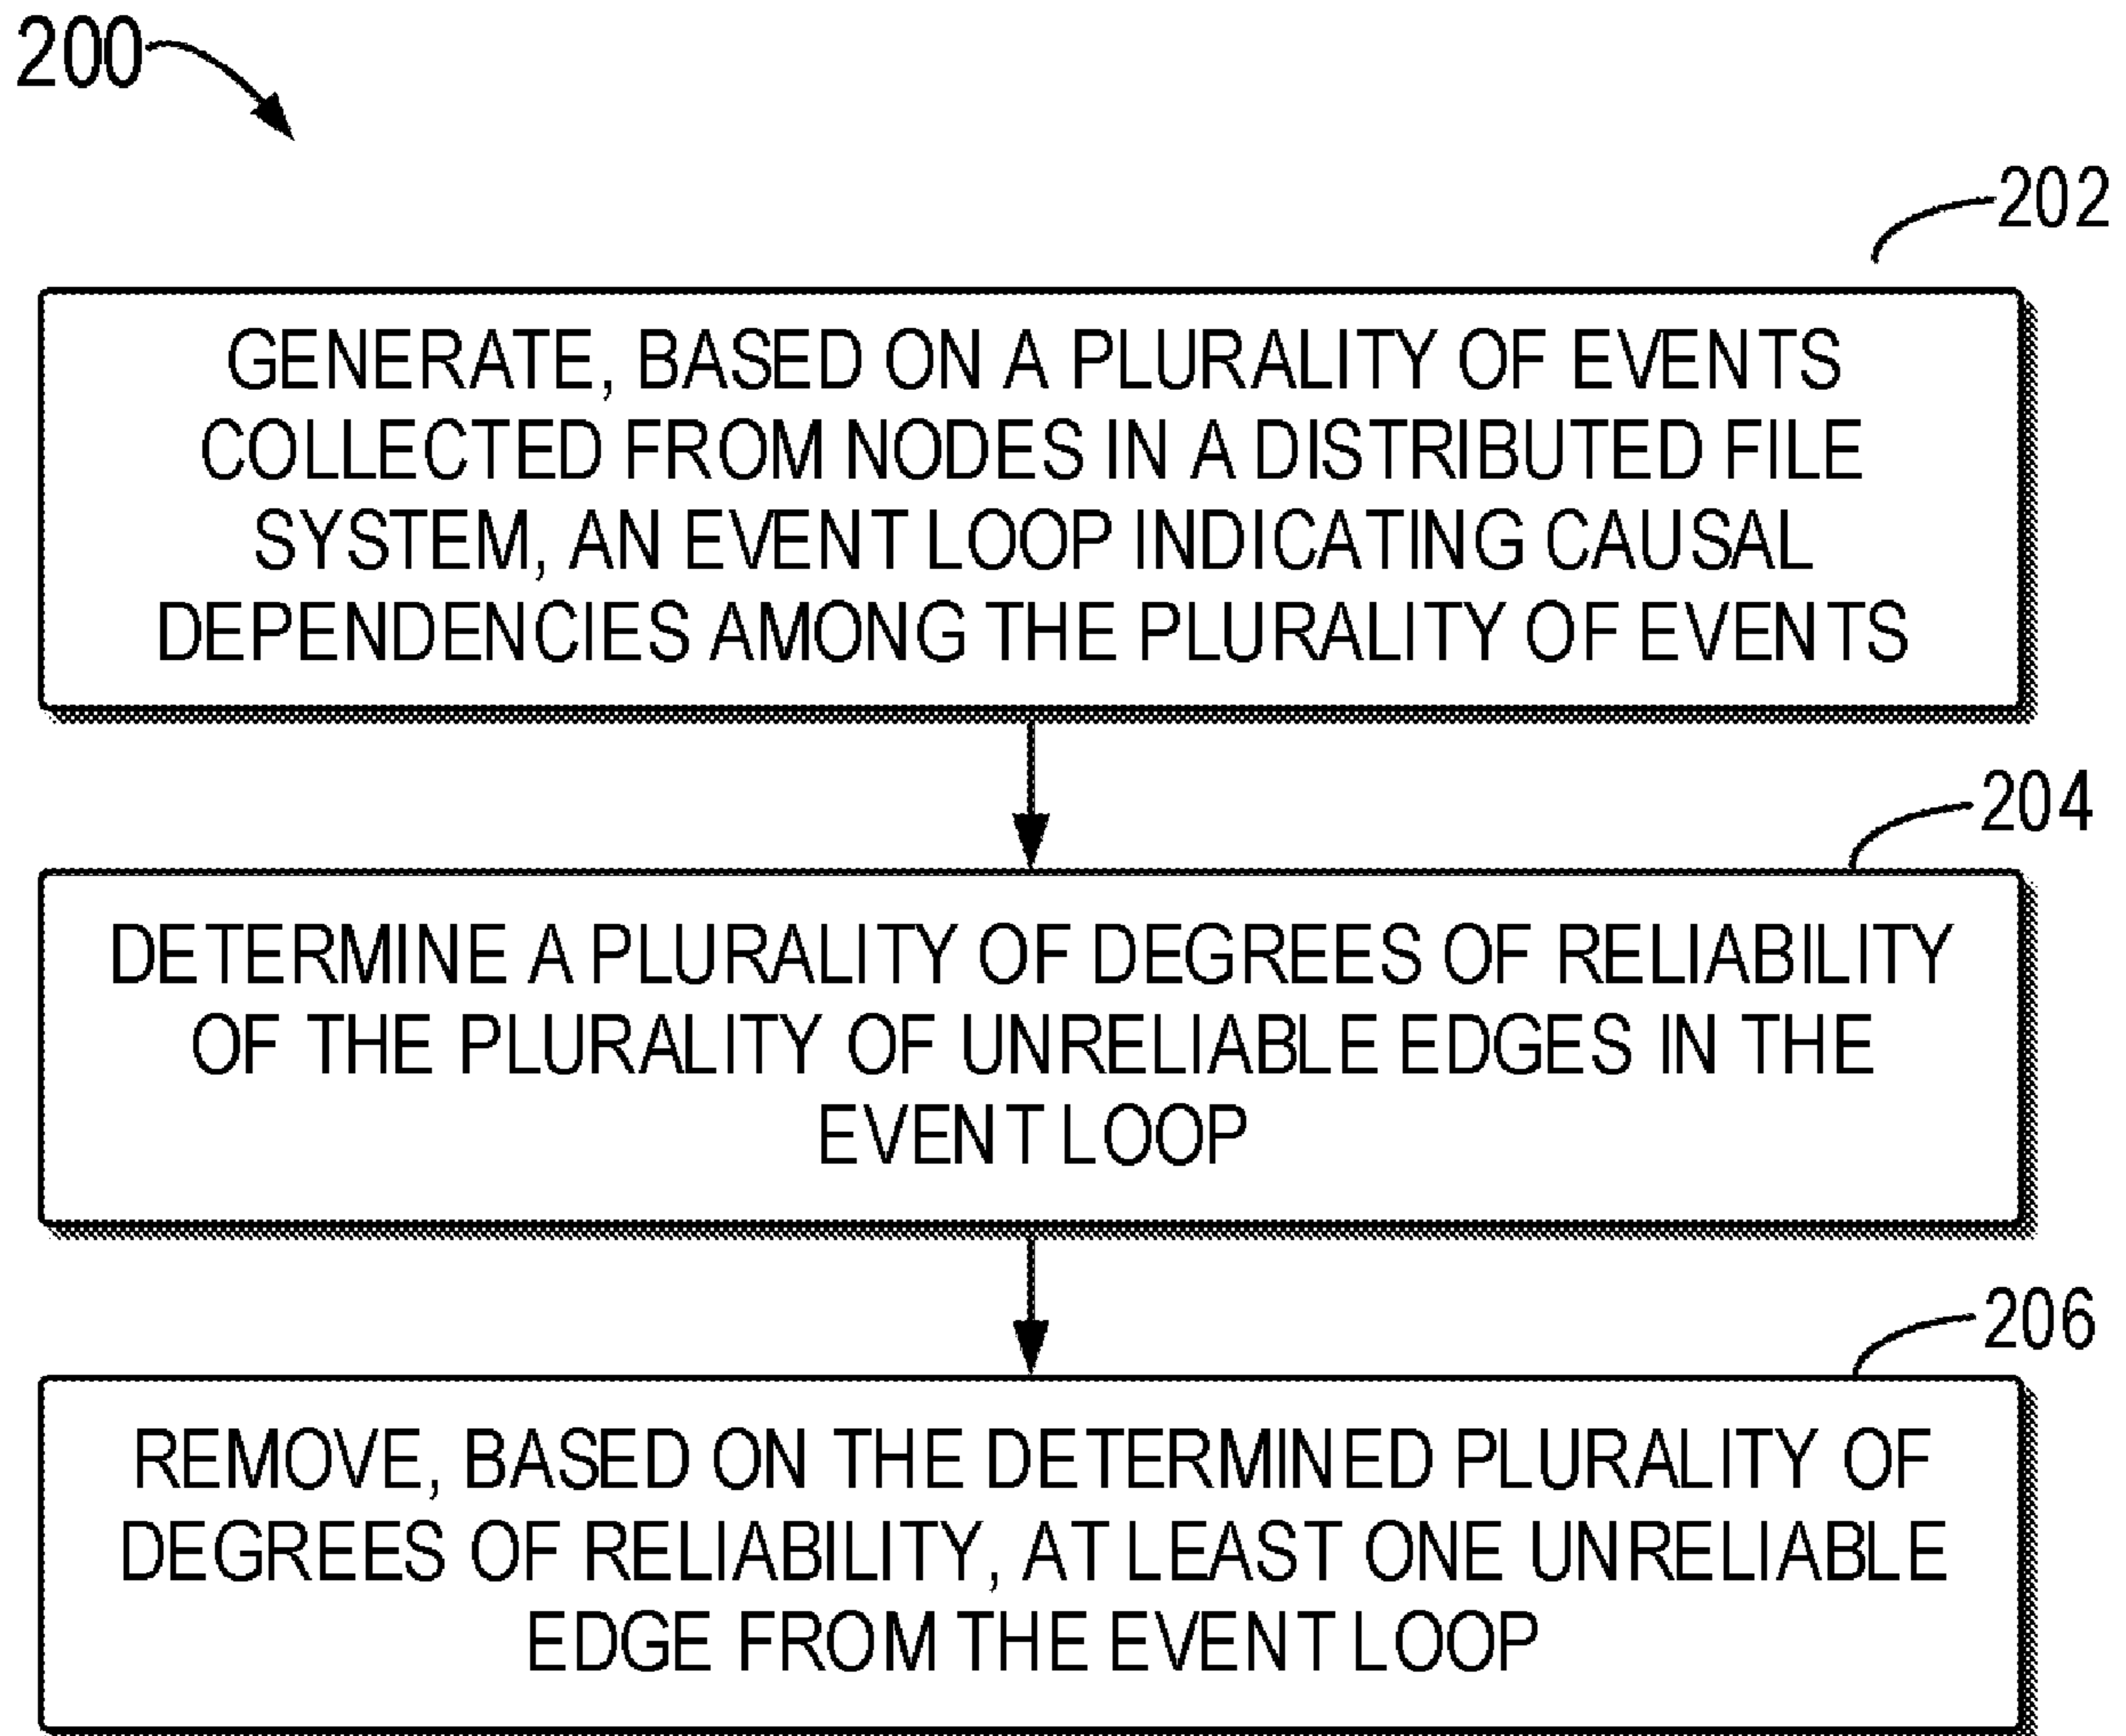 200
202
GENERATE, BASED ON A PLURALITY OF EVENTS
COLLECTED FROM NODES IN A DISTRIBUTED FILE
SYSTEM, AN EVENT LOOP INDICATING CAUSAL
DEPENDENCIES AMONG THE PLURALITY OF EVENTS
204
DETERMINE A PLURALITY OF DEGREES OF RELIABILITY
OF THE PLURALITY OF UNRELIABLE EDGES IN THE
EVENT LOOP
206
REMOVE, BASED ON THE DETERMINED PLURALITY OF
DEGREES OF RELIABILITY, AT LEAST ONE UNRELIABLE
EDGE FROM THE EVENT LOOP